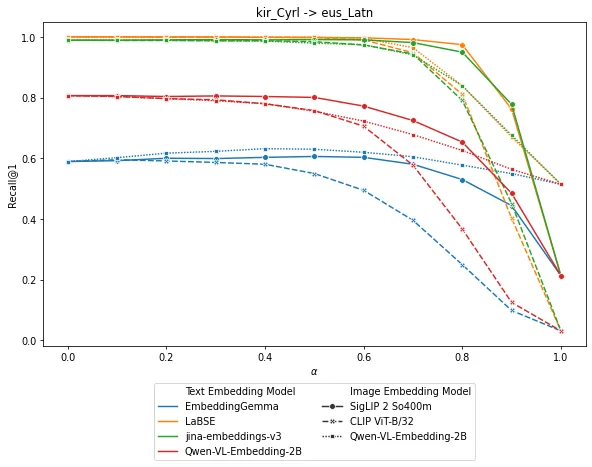 kir_Cyrl -> eus_Latn
1.0
0.8
0.6
0.4
0.2
0.0
Recall@1
0.0 0.2 0.4 0.6 0.8 1.0
α
Text Embedding Model Image Embedding Model
EmbeddingGemma SigLIP 2 So400m
LaBSE CLIP ViT-B/32
jina-embeddings-v3 Qwen-VL-Embedding-2B
Qwen-VL-Embedding-2B